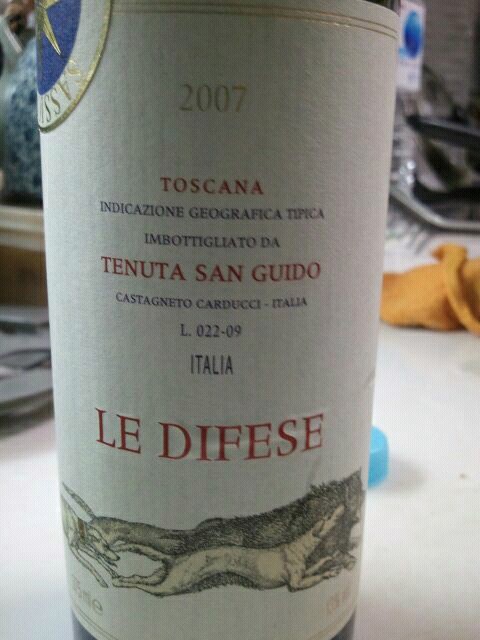 2007
TOSCANA
INDICAZIONE GEOGRAFICA TIPICA
IMBOTTIGLIATO DA
TENUTA SAN GUIDO
CASTAGNETO CARDUCCI - ITALIA
L. 022-09
ITALIA
LE DIFESE